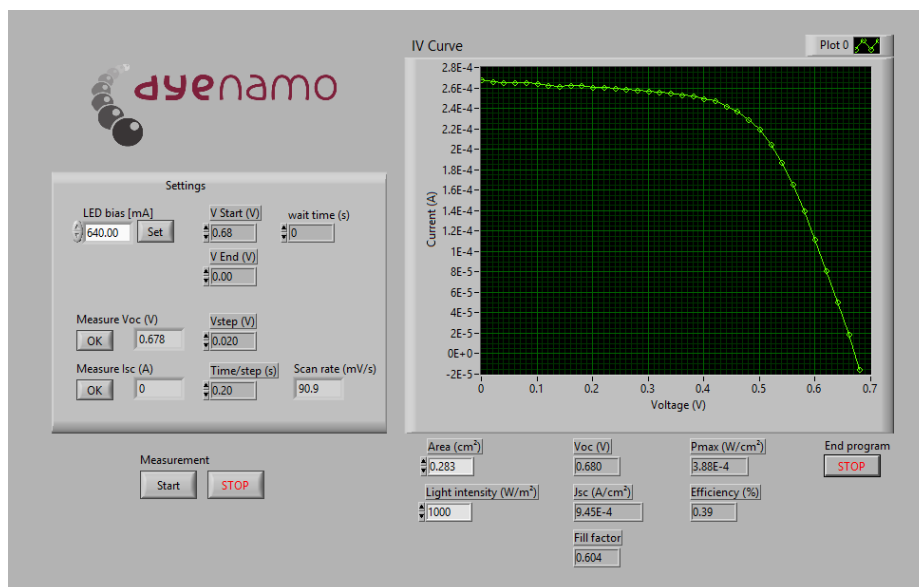 dyenamo
Settings
LED bias [mA]
640.00
Set
V Start (V)
0.68
wait time (s)
0
V End (V)
0.00
Measure Voc (V)
OK
0.678
Vstep (V)
0.020
Measure Isc (A)
OK
0
Time/step (s)
0.20
Scan rate (mV/s)
90.9
Measurement
Start
STOP
IV Curve
Plot 0
2.8E-4
2.6E-4
2.4E-4
2.2E-4
2E-4
1.8E-4
1.6E-4
1.4E-4
1.2E-4
1E-4
8E-5
6E-5
4E-5
2E-5
0E+0
-2E-5
Current (A)
0 0.1 0.2 0.3 0.4 0.5 0.6 0.7
Voltage (V)
Area (cm²)
0.283
Voc (V)
0.680
Pmax (W/cm²)
3.88E-4
End program
STOP
Light intensity (W/m²)
1000
Jsc (A/cm²)
9.45E-4
Efficiency (%)
0.39
Fill factor
0.604